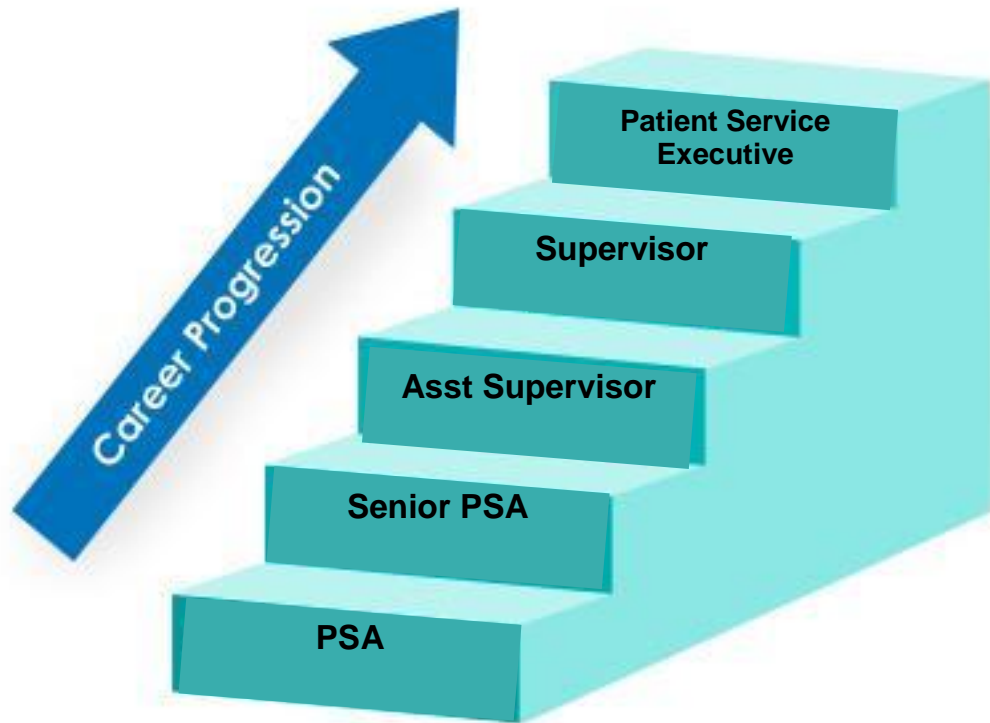 Career Progression
Patient Service
Executive
Supervisor
Asst Supervisor
Senior PSA
PSA